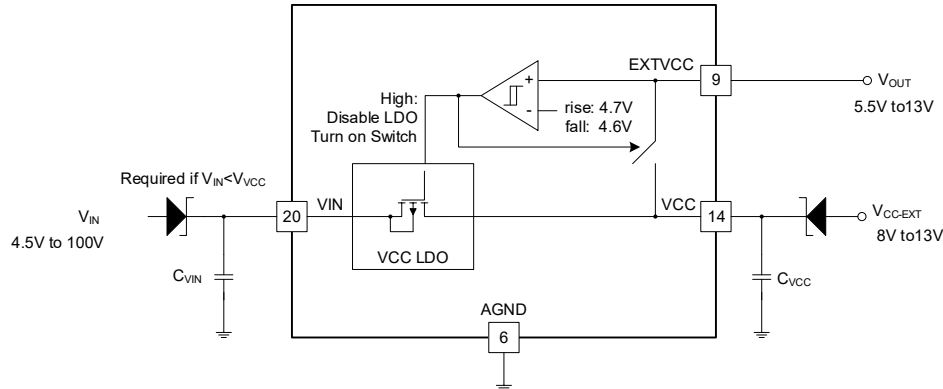 EXTVCC
9
VOUT
5.5V to13V
+
-
rise: 4.7V
fall: 4.6V
High:
Disable LDO
Turn on Switch
Required if VIN<VVCC
VIN
4.5V to 100V
20
VIN
VCC LDO
VCC
14
VCC-EXT
8V to13V
CVIN
CVCC
AGND
6